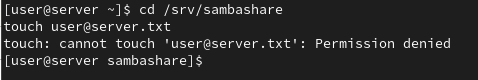 [user@server ~]$ cd /srv/sambashare
touch user@server.txt
touch: cannot touch 'user@server.txt': Permission denied
[user@server sambashare]$